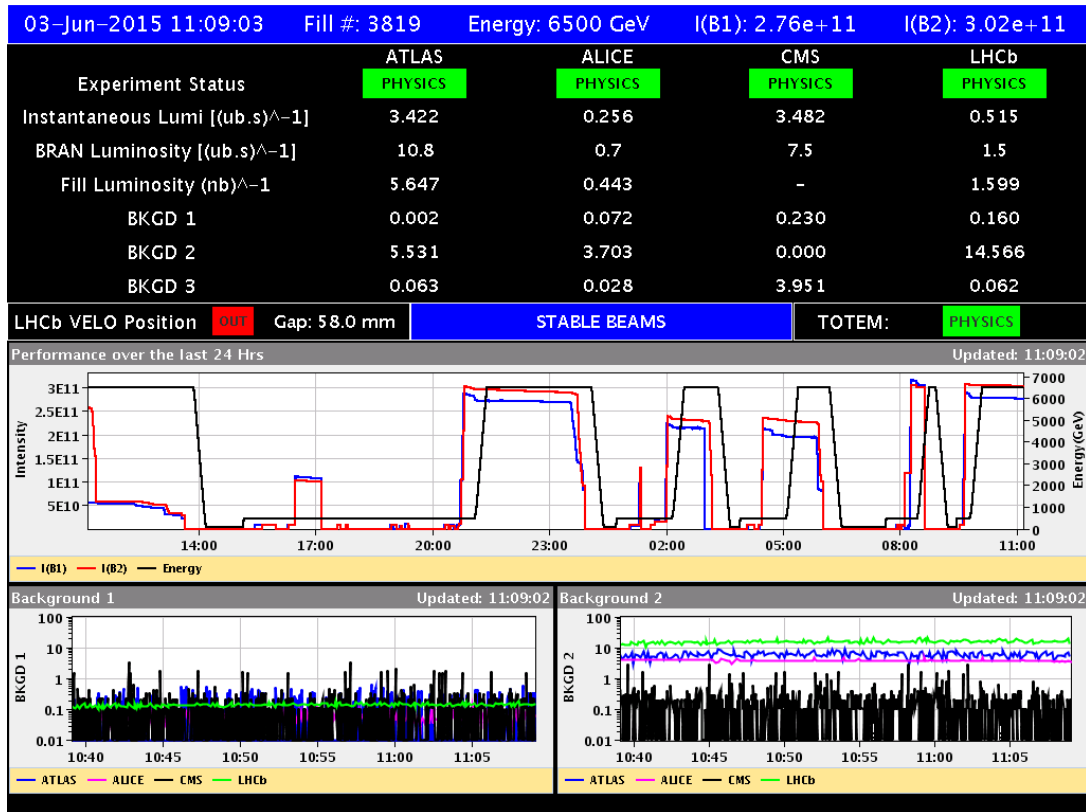 03-Jun-2015 11:09:03 Fill #: 3819 Energy: 6500 GeV I(B1): 2.76e+11 I(B2): 3.02e+11
ATLAS ALICE CMS LHCb
Experiment Status PHYSICS PHYSICS PHYSICS PHYSICS
Instantaneous Lumi [(ub.s)^-1] 3.422 0.256 3.482 0.515
BRAN Luminosity [(ub.s)^-1] 10.8 0.7 7.5 1.5
Fill Luminosity (nb)^-1 5.647 0.443 - 1.599
BKGD 1 0.002 0.072 0.230 0.160
BKGD 2 5.531 3.703 0.000 14.566
BKGD 3 0.063 0.028 3.951 0.062
LHCb VELO Position OUT Gap: 58.0 mm STABLE BEAMS TOTEM: PHYSICS
Performance over the last 24 Hrs Updated: 11:09:02
Intensity
3E11
2.5E11
2E11
1.5E11
1E11
5E10
7000
6000
5000
4000
3000
2000
1000
0
Energy(GeV)
14:00 17:00 20:00 23:00 02:00 05:00 08:00 11:00
I(B1) I(B2) Energy
Background 1 Updated: 11:09:02
BKGD 1
100
10
1
0.1
0.01
10:40 10:45 10:50 10:55 11:00 11:05
ATLAS ALICE CMS LHCb
Background 2 Updated: 11:09:02
BKGD 2
100
10
1
0.1
0.01
10:40 10:45 10:50 10:55 11:00 11:05
ATLAS ALICE CMS LHCb